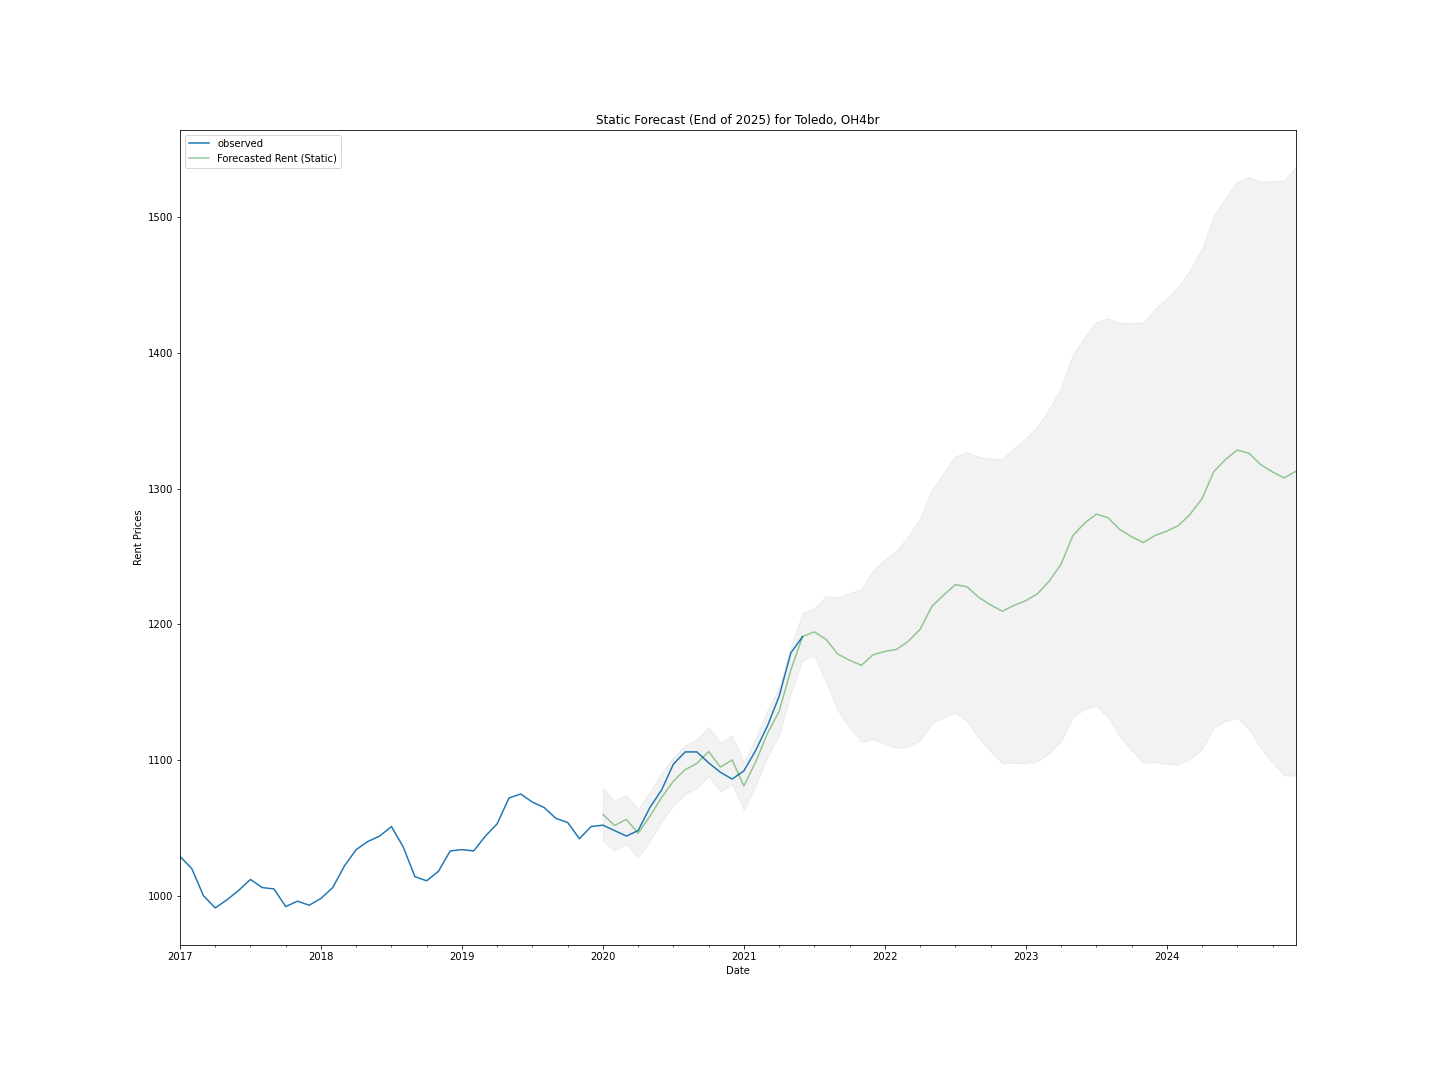 Static Forecast (End of 2025) for Toledo, OH4br
observed
Forecasted Rent (Static)
1500
1400
1300
1200
1100
1000
Rent Prices
2017 2018 2019 2020 2021 2022 2023 2024
Date